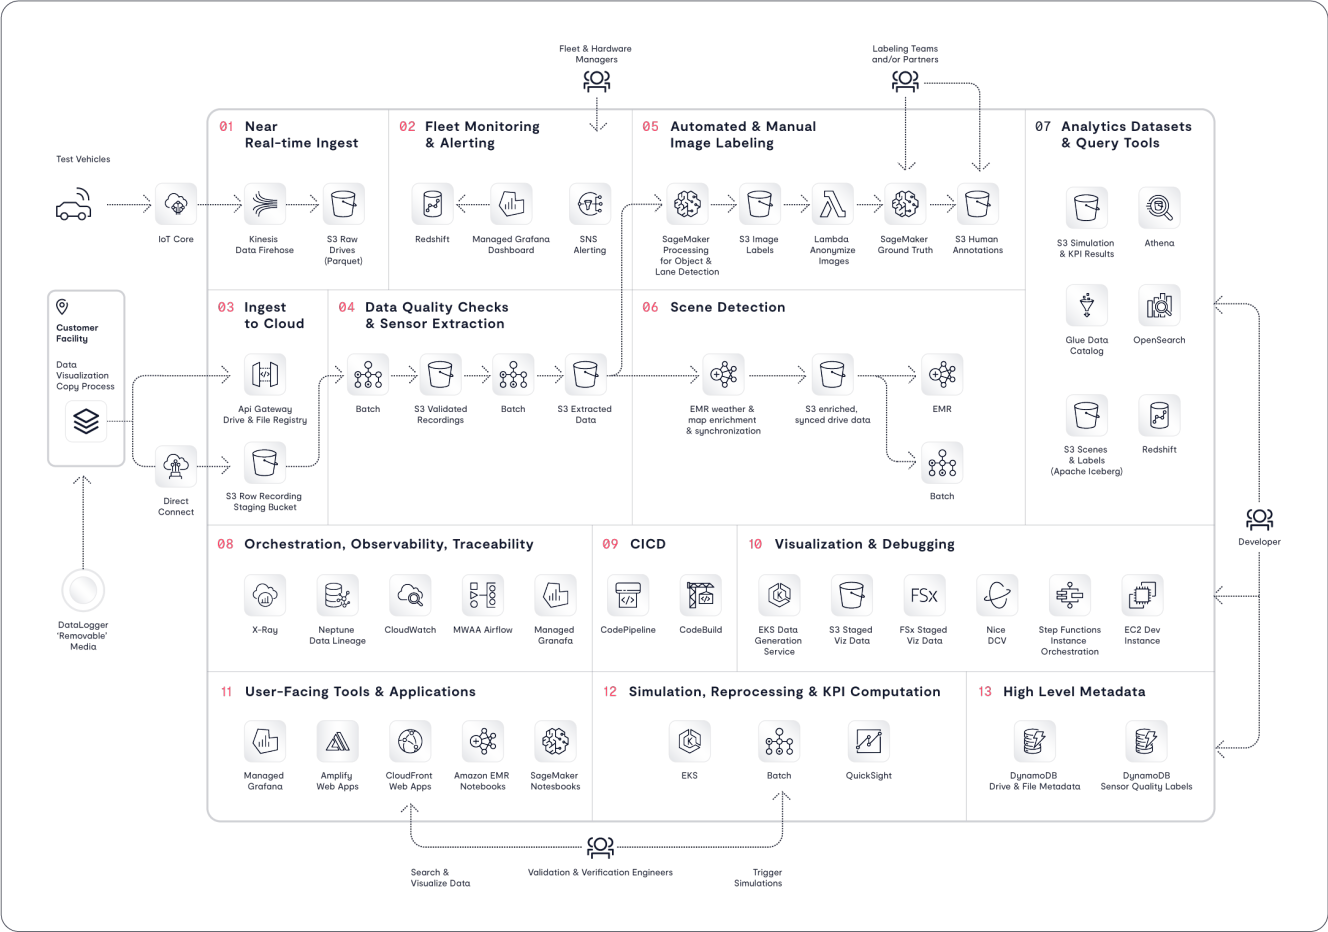 Fleet & Hardware
Managers
Labeling Teams
and/or Partners
Test Vehicles
IoT Core
01 Near
Real-time Ingest
Kinesis
Data Firehose
S3 Raw
Drives
(Parquet)
02 Fleet Monitoring
& Alerting
Redshift
Managed Grafana
Dashboard
SNS
Alerting
05 Automated & Manual
Image Labeling
SageMaker
Processing
for Object &
Lane Detection
S3 Image
Labels
Lambda
Anonymize
Images
SageMaker
Ground Truth
S3 Human
Annotations
07 Analytics Datasets
& Query Tools
S3 Simulation
& KPI Results
Athena
Glue Data
Catalog
OpenSearch
S3 Scenes
& Labels
(Apache Iceberg)
Redshift
Customer
Facility
Data
Visualization
Copy Process
Direct
Connect
DataLogger
'Removable'
Media
03 Ingest
to Cloud
Api Gateway
Drive & File Registry
S3 Row Recording
Staging Bucket
04 Data Quality Checks
& Sensor Extraction
Batch
S3 Validated
Recordings
Batch
S3 Extracted
Data
06 Scene Detection
EMR weather &
map enrichment
& synchronization
S3 enriched,
synced drive data
EMR
Batch
Developer
08 Orchestration, Observability, Traceability
X-Ray
Neptune
Data Lineage
CloudWatch
MWAA Airflow
Managed
Granafa
09 CICD
CodePipeline
CodeBuild
10 Visualization & Debugging
EKS Data
Generation
Service
S3 Staged
Viz Data
FSx
FSx Staged
Viz Data
Nice
DCV
Step Functions
Instance
Orchestration
EC2 Dev
Instance
11 User-Facing Tools & Applications
Managed
Grafana
Amplify
Web Apps
CloudFront
Web Apps
Amazon EMR
Notebooks
SageMaker
Notesbooks
12 Simulation, Reprocessing & KPI Computation
EKS
Batch
QuickSight
13 High Level Metadata
DynamoDB
Drive & File Metadata
DynamoDB
Sensor Quality Labels
Search &
Visualize Data
Validation & Verification Engineers
Trigger
Simulations